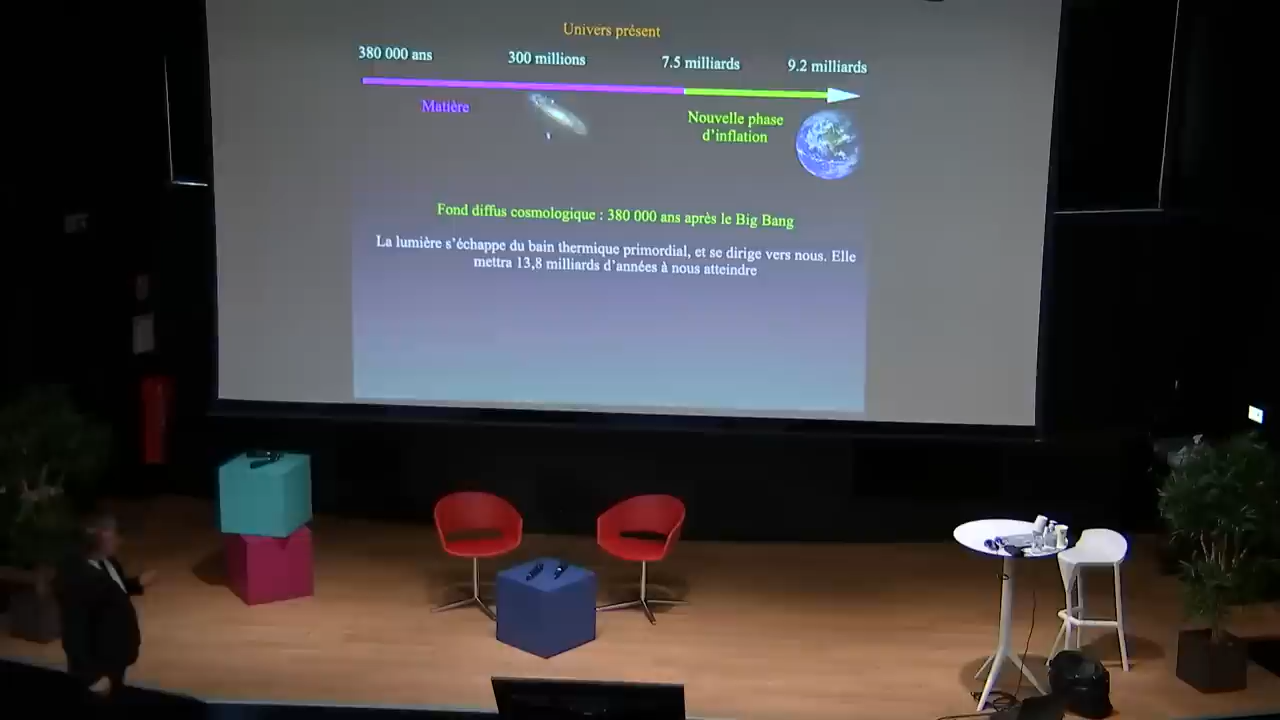 Univers présent
380 000 ans 300 millions 7.5 milliards 9.2 milliards
Matière
Nouvelle phase
d'inflation
Fond diffus cosmologique : 380 000 ans après le Big Bang
La lumière s'échappe du bain thermique primordial, et se dirige vers nous. Elle
mettra 13,8 milliards d'années à nous atteindre